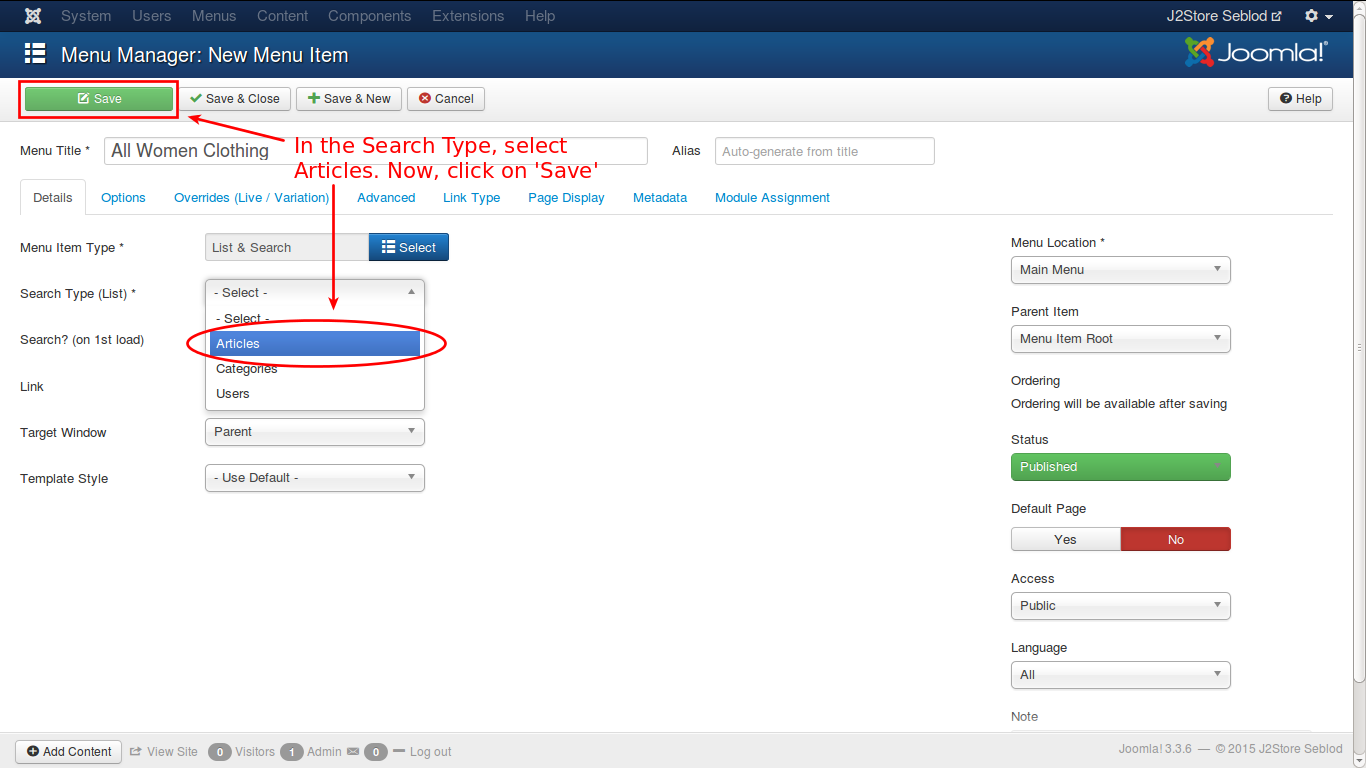 System Users Menus Content Components Extensions Help J2Store Seblod
Menu Manager: New Menu Item Joomla!®
Save Save & Close Save & New Cancel Help
In the Search Type, select
Articles. Now, click on 'Save'
Menu Title * All Women Clothing Alias Auto-generate from title
Details Options Overrides (Live / Variation) Advanced Link Type Page Display Metadata Module Assignment
Menu Item Type * List & Search Select
Search Type (List) * - Select -
- Select -
Articles
Categories
Users
Search? (on 1st load)
Link
Target Window Parent
Template Style - Use Default -
Menu Location *
Main Menu
Parent Item
Menu Item Root
Ordering
Ordering will be available after saving
Status
Published
Default Page
Yes No
Access
Public
Language
All
Note
Add Content View Site 0 Visitors 1 Admin 0 Log out Joomla! 3.3.6 — © 2015 J2Store Seblod